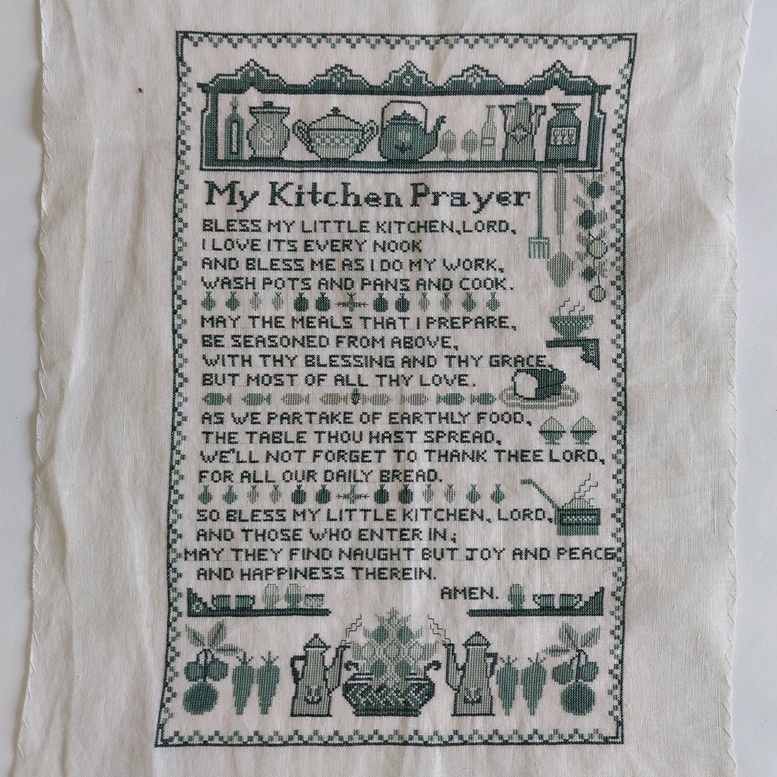 My Kitchen Prayer
BLESS MY LITTLE KITCHEN, LORD,
I LOVE ITS EVERY NOOK
AND BLESS ME AS I DO MY WORK,
WASH POTS AND PANS AND COOK.
MAY THE MEALS THAT I PREPARE,
BE SEASONED FROM ABOVE,
WITH THY BLESSING AND THY GRACE,
BUT MOST OF ALL THY LOVE.
AS WE PARTAKE OF EARTHLY FOOD,
THE TABLE THOU HAST SPREAD,
WE'LL NOT FORGET TO THANK THEE LORD,
FOR ALL OUR DAILY BREAD.
SO BLESS MY LITTLE KITCHEN, LORD,
AND THOSE WHO ENTER IN;
MAY THEY FIND NAUGHT BUT JOY AND PEACE
AND HAPPINESS THEREIN.
AMEN.